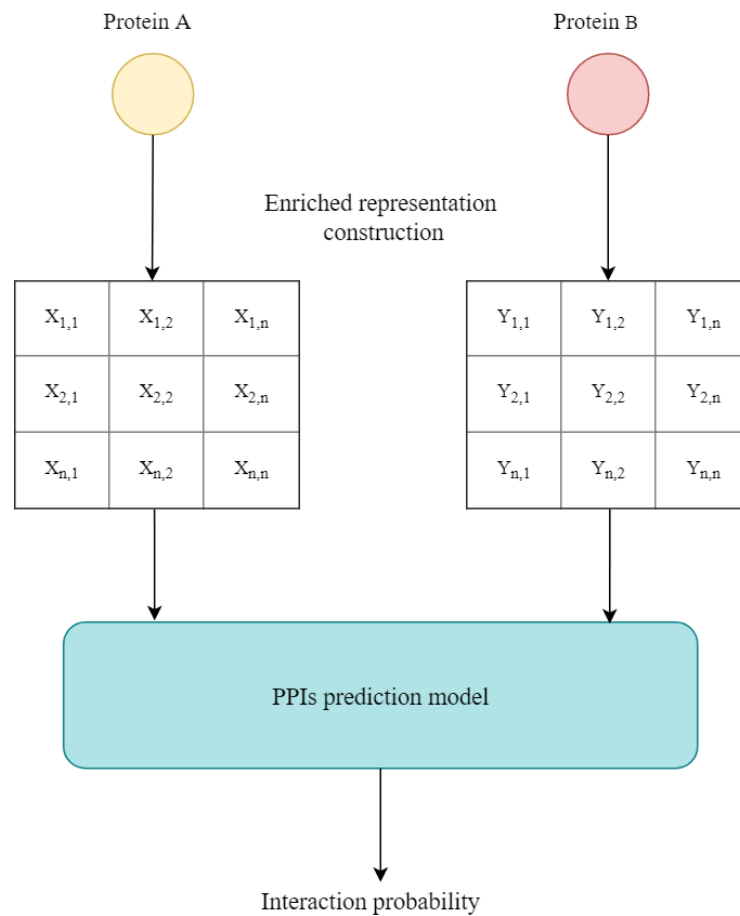 Protein A
Protein B
Enriched representation
construction
X1,1 X1,2 X1,n
Y1,1 Y1,2 Y1,n
X2,1 X2,2 X2,n
Y2,1 Y2,2 Y2,n
Xn,1 Xn,2 Xn,n
Yn,1 Yn,2 Yn,n
PPIs prediction model
Interaction probability